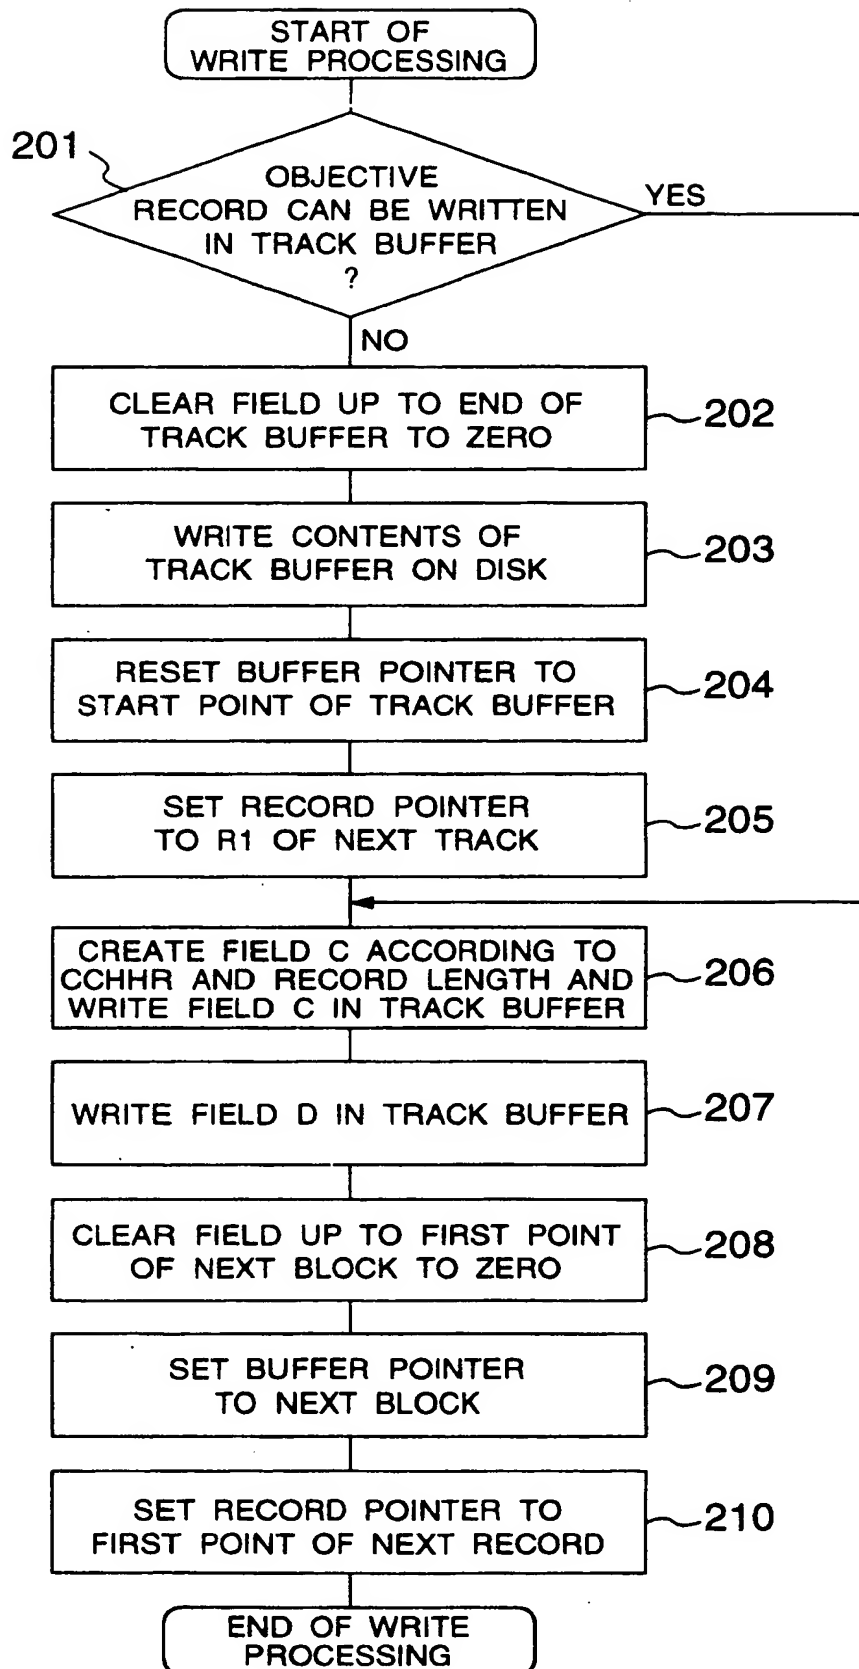 START OF
WRITE PROCESSING
201
OBJECTIVE
RECORD CAN BE WRITTEN
IN TRACK BUFFER
?
YES
NO
CLEAR FIELD UP TO END OF
TRACK BUFFER TO ZERO
202
WRITE CONTENTS OF
TRACK BUFFER ON DISK
203
RESET BUFFER POINTER TO
START POINT OF TRACK BUFFER
204
SET RECORD POINTER
TO R1 OF NEXT TRACK
205
CREATE FIELD C ACCORDING TO
CCHHR AND RECORD LENGTH AND
WRITE FIELD C IN TRACK BUFFER
206
WRITE FIELD D IN TRACK BUFFER
207
CLEAR FIELD UP TO FIRST POINT
OF NEXT BLOCK TO ZERO
208
SET BUFFER POINTER
TO NEXT BLOCK
209
SET RECORD POINTER TO
FIRST POINT OF NEXT RECORD
210
END OF WRITE
PROCESSING